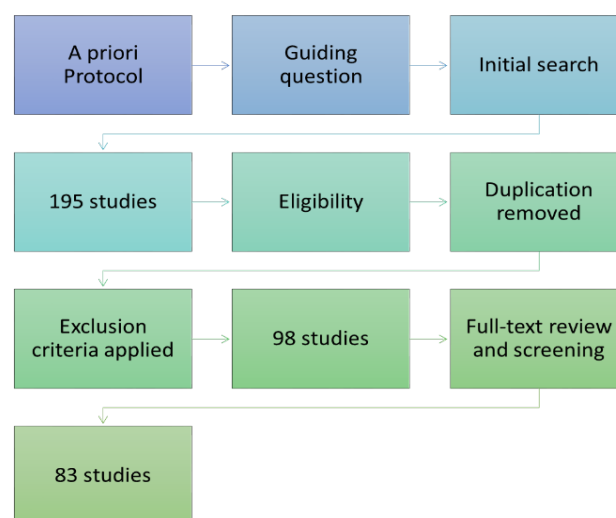 A priori
Protocol
Guiding
question
Initial search
195 studies
Eligibility
Duplication
removed
Exclusion
criteria applied
98 studies
Full-text review
and screening
83 studies